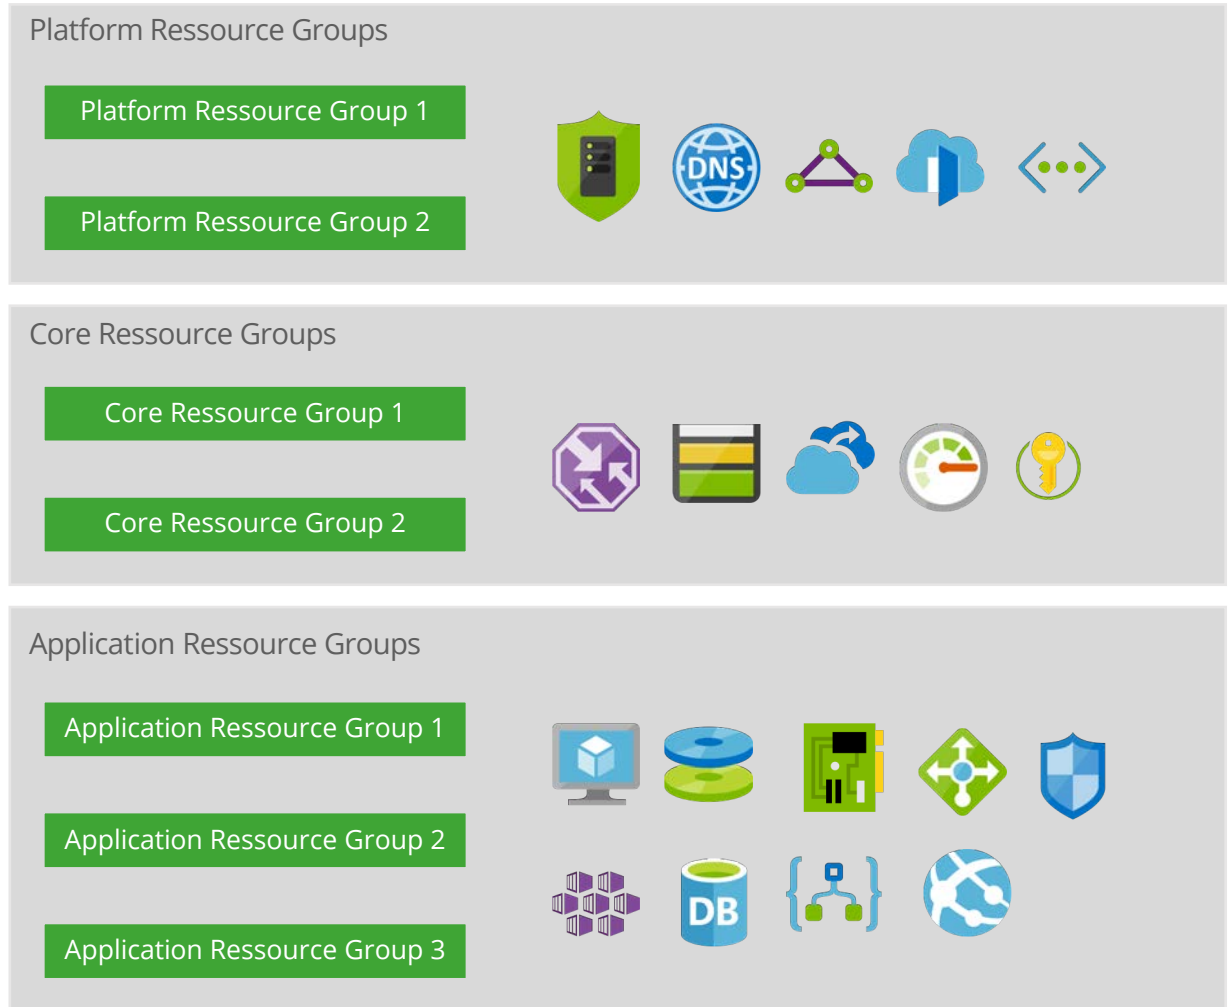 Platform Ressource Groups
Platform Ressource Group 1
DNS
Platform Ressource Group 2
Core Ressource Groups
Core Ressource Group 1
Core Ressource Group 2
Application Ressource Groups
Application Ressource Group 1
Application Ressource Group 2
DB
Application Ressource Group 3